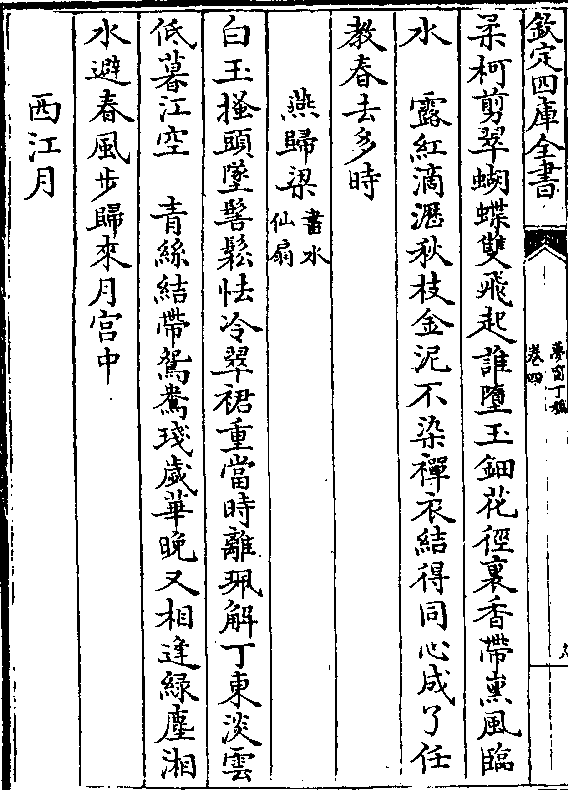 欽定四庫全書
夢窗丁稿
卷四
柔柯剪翠蝴蝶雙飛起誰墮玉鈿花徑裏香帶熏風臨
水　露紅滴瀝秋枝金泥不染禪衣結得同心成了任
教春去多時
燕歸梁書水
仙扇
白玉搔頭墜髻鬆怯冷翠裙重當時離珮解丁東淡雲
低暮江空　青絲結帶鴛鴦琖歲華晚又相逢綠塵湘
水避春風步歸來月宮中
西江月